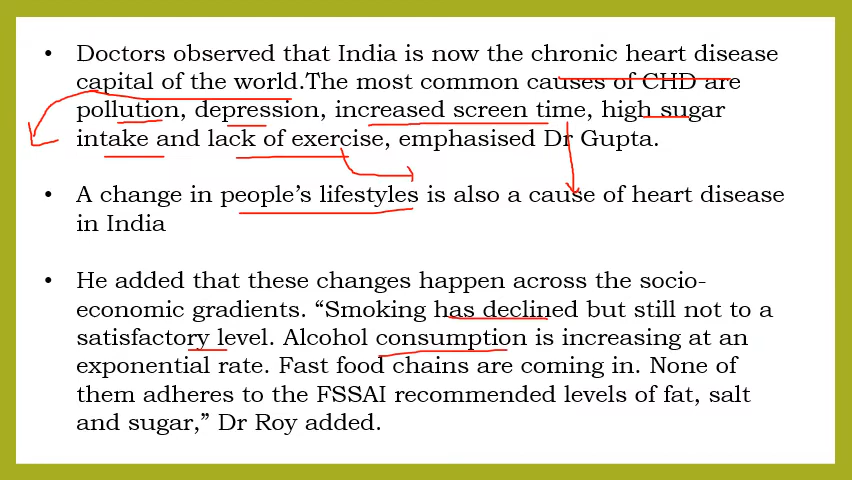 • Doctors observed that India is now the chronic heart disease
capital of the world.The most common causes of CHD are
pollution, depression, increased screen time, high sugar
intake and lack of exercise, emphasised Dr Gupta.
• A change in people’s lifestyles is also a cause of heart disease
in India
• He added that these changes happen across the socio-
economic gradients. “Smoking has declined but still not to a
satisfactory level. Alcohol consumption is increasing at an
exponential rate. Fast food chains are coming in. None of
them adheres to the FSSAI recommended levels of fat, salt
and sugar,” Dr Roy added.